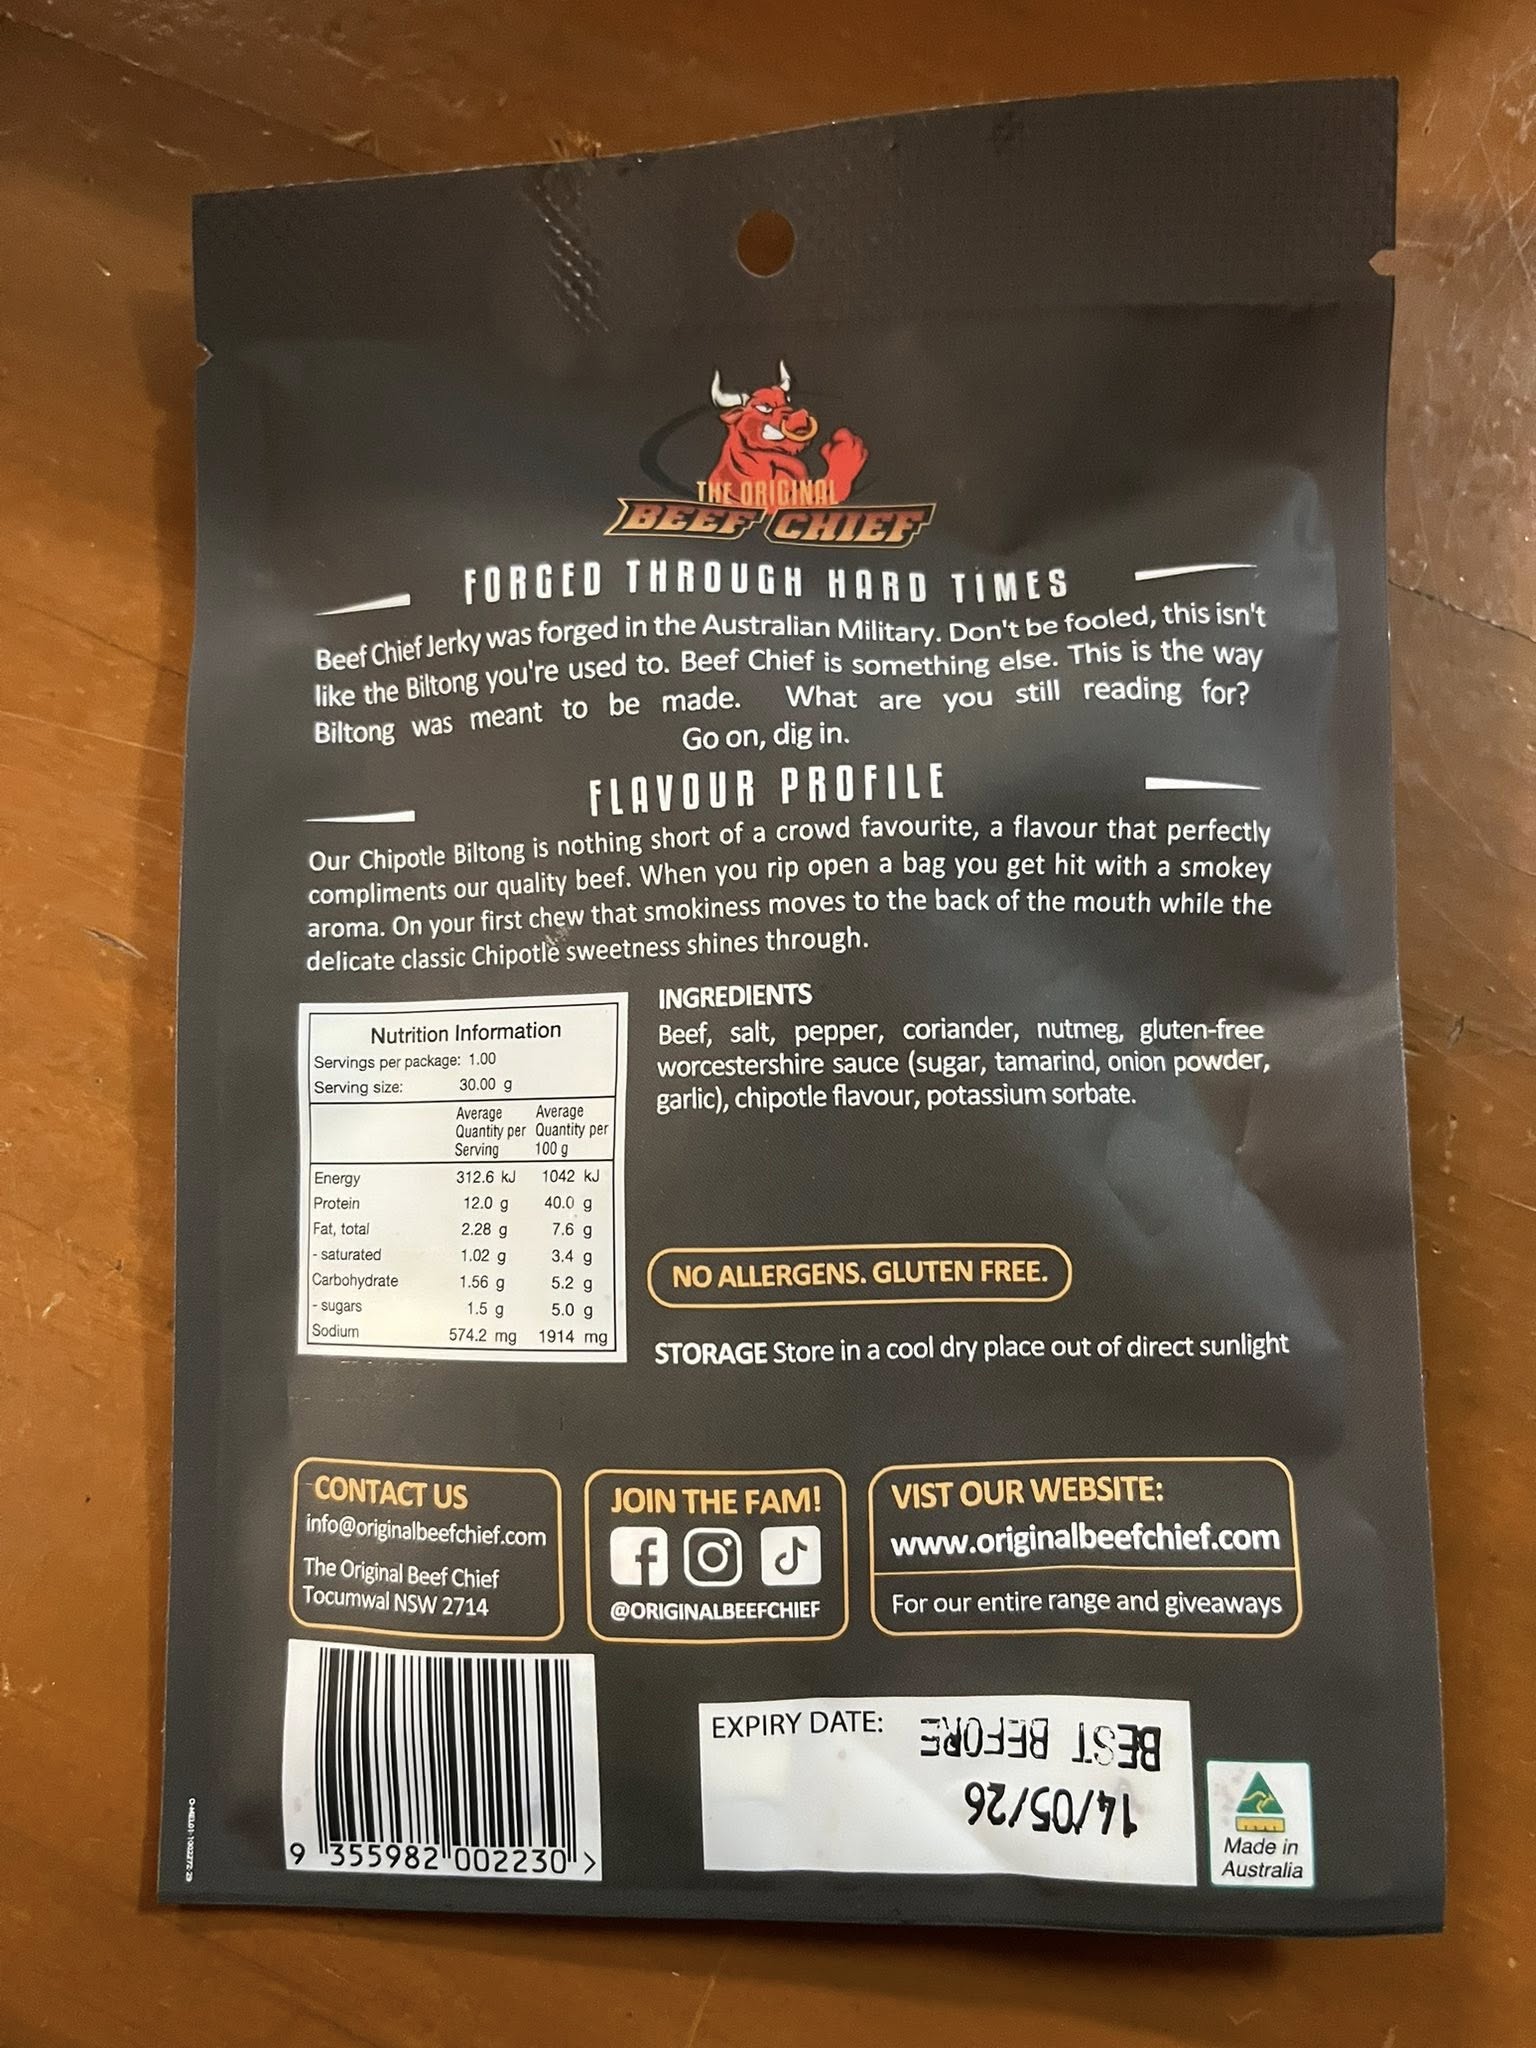 THE ORIGINAL
BEEF CHIEF
FORGED THROUGH HARD TIMES
Beef Chief Jerky was forged in the Australian Military. Don't be fooled, this isn't
like the Biltong you're used to. Beef Chief is something else. This is the way
Biltong was meant to be made. What are you still reading for?
Go on, dig in.
FLAVOUR PROFILE
Our Chipotle Biltong is nothing short of a crowd favourite, a flavour that perfectly
compliments our quality beef. When you rip open a bag you get hit with a smokey
aroma. On your first chew that smokiness moves to the back of the mouth while the
delicate classic Chipotle sweetness shines through.
Nutrition Information
Servings per package: 1.00
Serving size: 30.00 g
Average Quantity per Serving Average Quantity per 100 g
Energy 312.6 kJ 1042 kJ
Protein 12.0 g 40.0 g
Fat, total 2.28 g 7.6 g
- saturated 1.02 g 3.4 g
Carbohydrate 1.56 g 5.2 g
- sugars 1.5 g 5.0 g
Sodium 574.2 mg 1914 mg
INGREDIENTS
Beef, salt, pepper, coriander, nutmeg, gluten-free
worcestershire sauce (sugar, tamarind, onion powder,
garlic), chipotle flavour, potassium sorbate.
NO ALLERGENS. GLUTEN FREE.
STORAGE Store in a cool dry place out of direct sunlight
CONTACT US
info@originalbeefchief.com
The Original Beef Chief
Tocumwal NSW 2714
JOIN THE FAM!
@ORIGINALBEEFCHIEF
VIST OUR WEBSITE:
www.originalbeefchief.com
For our entire range and giveaways
9 355982 002230 >
EXPIRY DATE:
BEST BEFORE
14/05/26
Made in
Australia